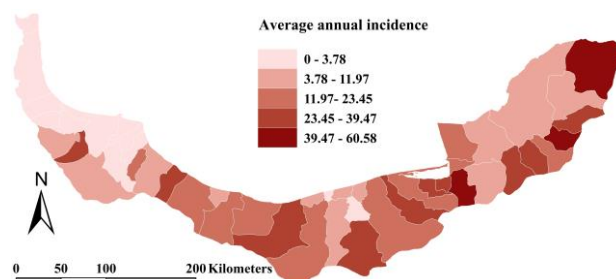 Average annual incidence
0 - 3.78
3.78 - 11.97
11.97- 23.45
23.45 - 39.47
39.47 - 60.58
N
0 50 100 200 Kilometers